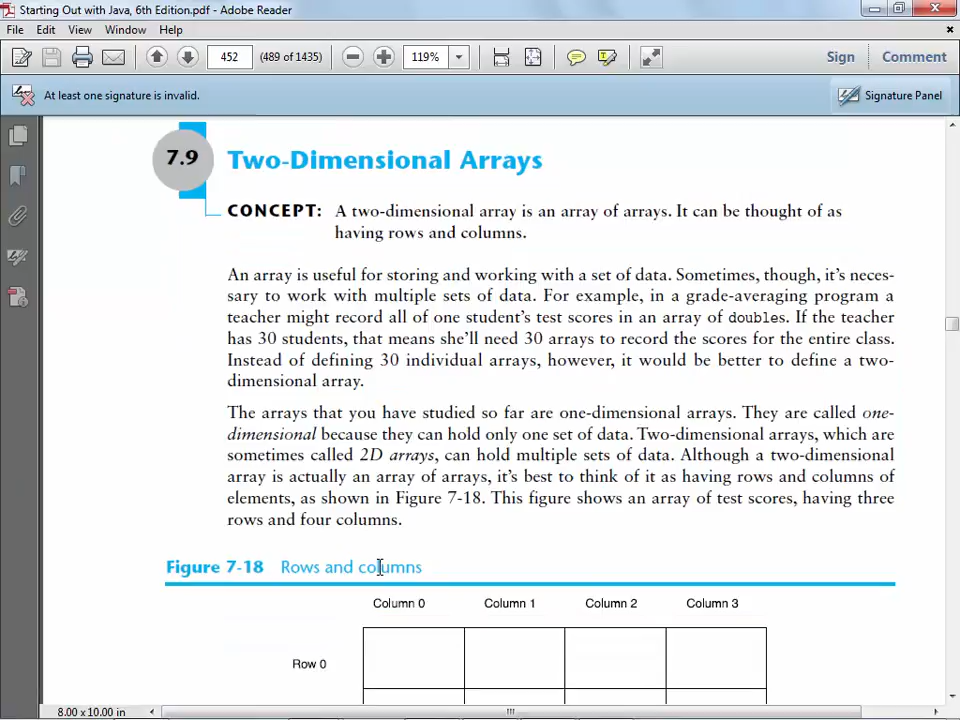 Starting Out with Java, 6th Edition.pdf - Adobe Reader
File Edit View Window Help
452 (489 of 1435) 119% Sign Comment
At least one signature is invalid. Signature Panel
7.9 Two-Dimensional Arrays
CONCEPT: A two-dimensional array is an array of arrays. It can be thought of as
having rows and columns.
An array is useful for storing and working with a set of data. Sometimes, though, it's neces-
sary to work with multiple sets of data. For example, in a grade-averaging program a
teacher might record all of one student's test scores in an array of doubles. If the teacher
has 30 students, that means she'll need 30 arrays to record the scores for the entire class.
Instead of defining 30 individual arrays, however, it would be better to define a two-
dimensional array.
The arrays that you have studied so far are one-dimensional arrays. They are called one-
dimensional because they can hold only one set of data. Two-dimensional arrays, which are
sometimes called 2D arrays, can hold multiple sets of data. Although a two-dimensional
array is actually an array of arrays, it's best to think of it as having rows and columns of
elements, as shown in Figure 7-18. This figure shows an array of test scores, having three
rows and four columns.
Figure 7-18 Rows and columns
Column 0 Column 1 Column 2 Column 3
Row 0
8.00 x 10.00 in